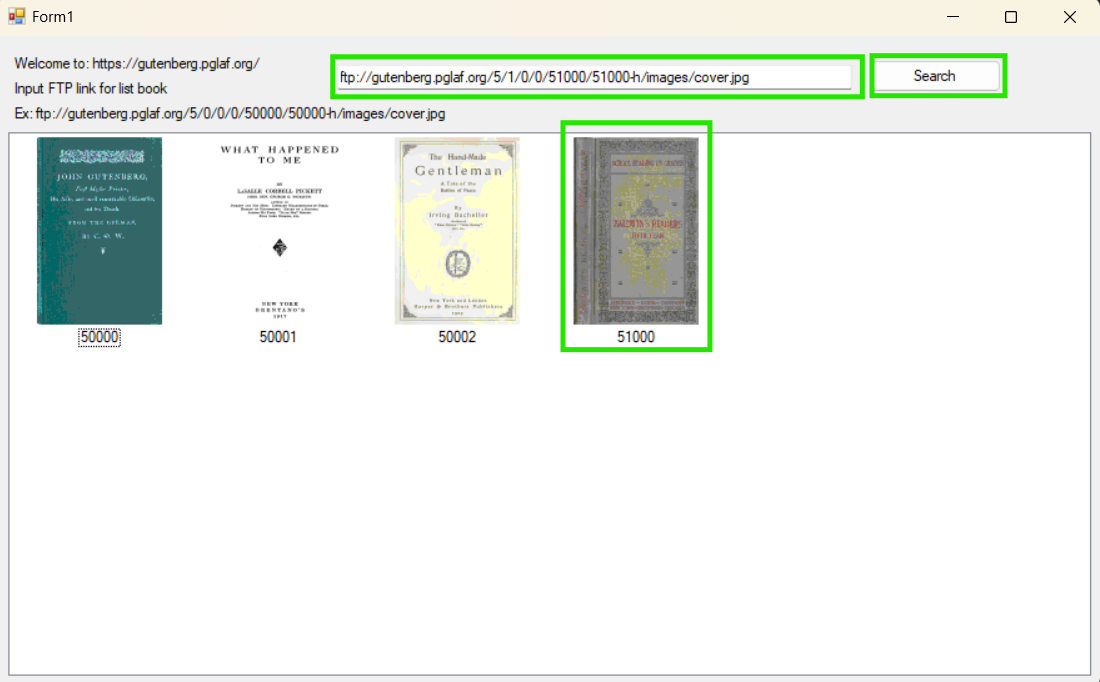 Form1
Welcome to: https://gutenberg.pglaf.org/
Input FTP link for list book
Ex: ftp://gutenberg.pglaf.org/5/0/0/0/50000/50000-h/images/cover.jpg
ftp://gutenberg.pglaf.org/5/1/0/0/51000/51000-h/images/cover.jpg
Search
JOHN GUTENBERG,
First Master Printer,
His Acts, and most remarkable Discourses,
and his Death.
FROM THE GERMAN,
By C. W.
50000
WHAT HAPPENED
TO ME
BY
LaSALLE CORBELL PICKETT
NEW YORK
BRENTANO'S
1917
50001
The Hand-Made
Gentleman
A Tale of the
Battles of Peace
By
Irving Bacheller
New York and London
Harper & Brothers Publishers
50002
SCHOOL READING BY GRADES
BALDWIN'S READERS
51000